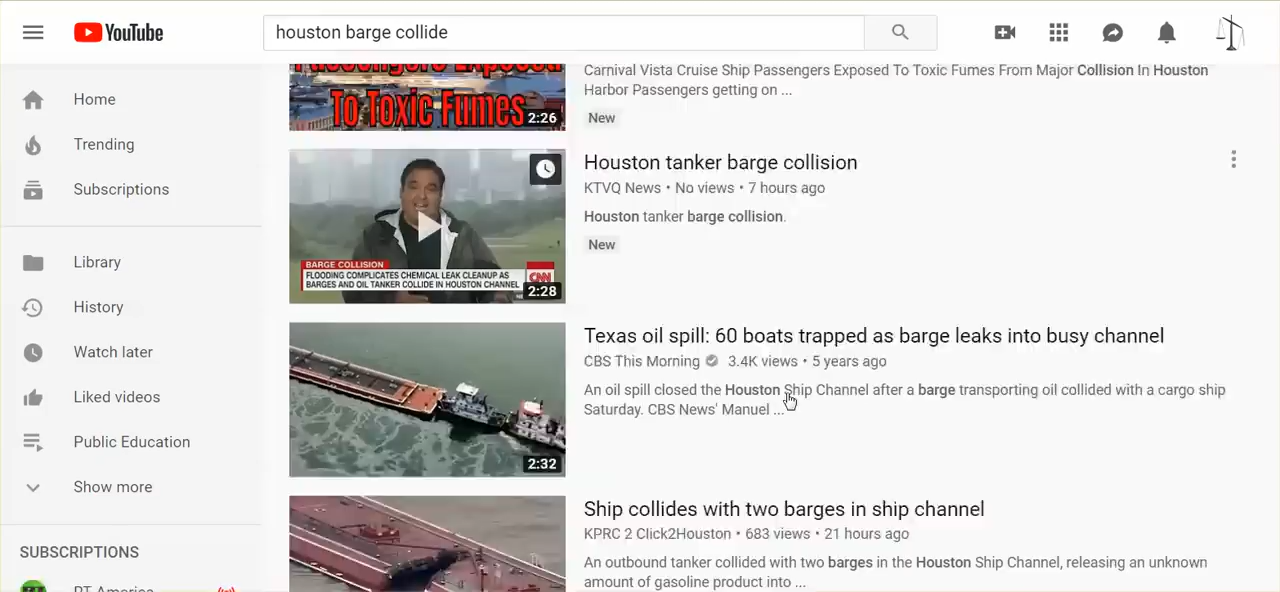 YouTube
houston barge collide
Home
Trending
Subscriptions
Library
History
Watch later
Liked videos
Public Education
Show more
SUBSCRIPTIONS
RT America
Passengers Exposed
To Toxic Fumes
2:26
Carnival Vista Cruise Ship Passengers Exposed To Toxic Fumes From Major Collision In Houston
Harbor Passengers getting on ...
New
BARGE COLLISION
FLOODING COMPLICATES CHEMICAL LEAK CLEANUP AS
BARGES AND OIL TANKER COLLIDE IN HOUSTON CHANNEL
CNN
2:28
Houston tanker barge collision
KTVQ News • No views • 7 hours ago
Houston tanker barge collision.
New
2:32
Texas oil spill: 60 boats trapped as barge leaks into busy channel
CBS This Morning 3.4K views • 5 years ago
An oil spill closed the Houston Ship Channel after a barge transporting oil collided with a cargo ship
Saturday. CBS News' Manuel ...
Ship collides with two barges in ship channel
KPRC 2 Click2Houston • 683 views • 21 hours ago
An outbound tanker collided with two barges in the Houston Ship Channel, releasing an unknown
amount of gasoline product into ...